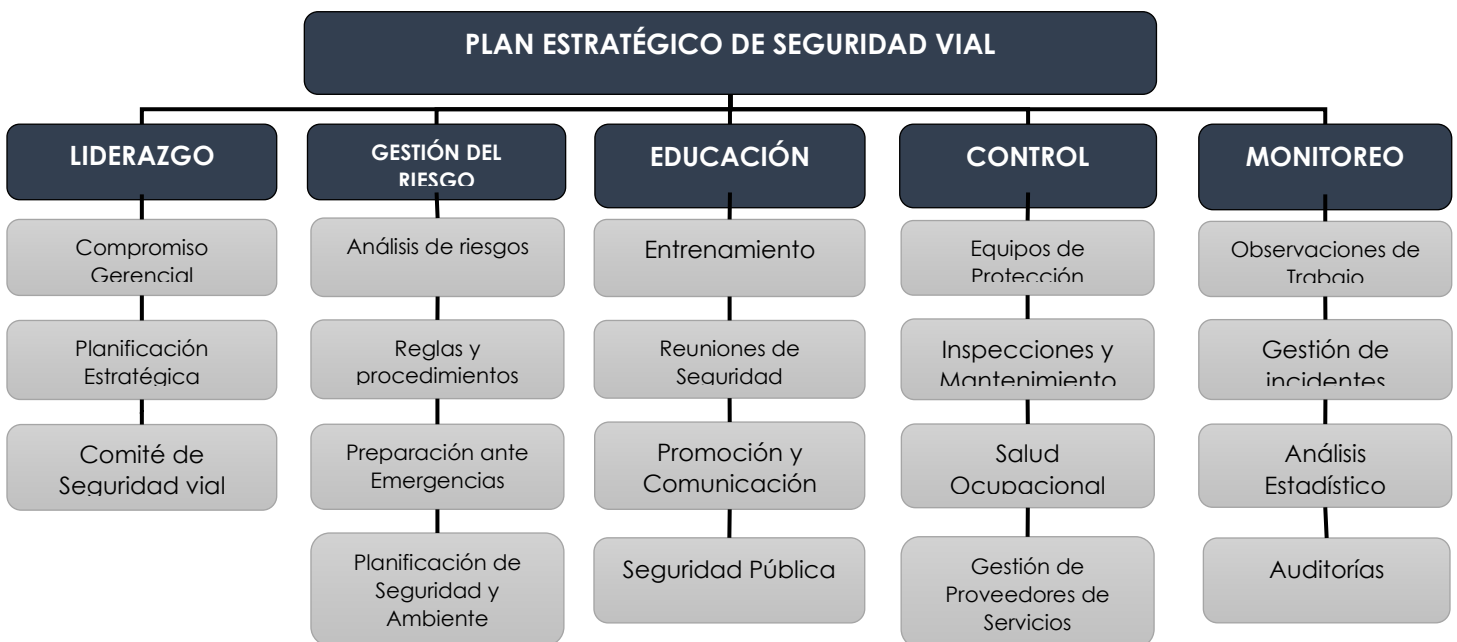 PLAN ESTRATÉGICO DE SEGURIDAD VIAL
LIDERAZGO
Compromiso
Gerencial
Planificación
Estratégica
Comité de
Seguridad vial
GESTIÓN DEL
RIESGO
Análisis de riesgos
Reglas y
procedimientos
Preparación ante
Emergencias
Planificación de
Seguridad y
Ambiente
EDUCACIÓN
Entrenamiento
Reuniones de
Seguridad
Promoción y
Comunicación
Seguridad Pública
CONTROL
Equipos de
Protección
Inspecciones y
Mantenimiento
Salud
Ocupacional
Gestión de
Proveedores de
Servicios
MONITOREO
Observaciones de
Trabajo
Gestión de
incidentes
Análisis
Estadístico
Auditorías